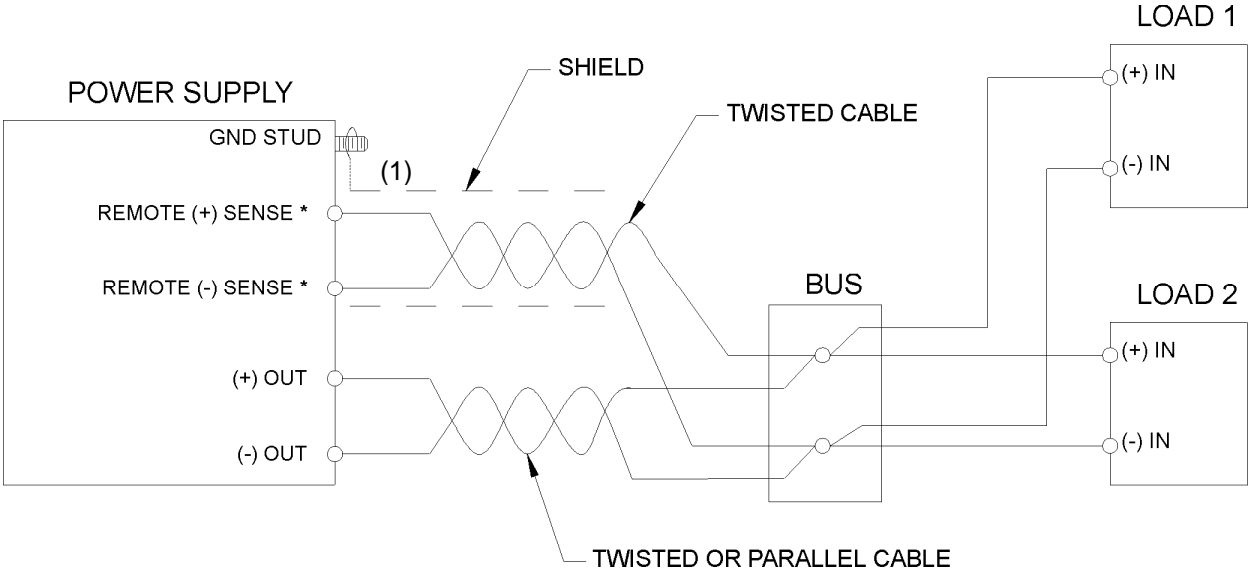 LOAD 1
(+) IN
(-) IN
SHIELD
POWER SUPPLY
TWISTED CABLE
GND STUD
(1)
REMOTE (+) SENSE *
REMOTE (-) SENSE *
BUS
LOAD 2
(+) IN
(-) IN
(+) OUT
(-) OUT
TWISTED OR PARALLEL CABLE